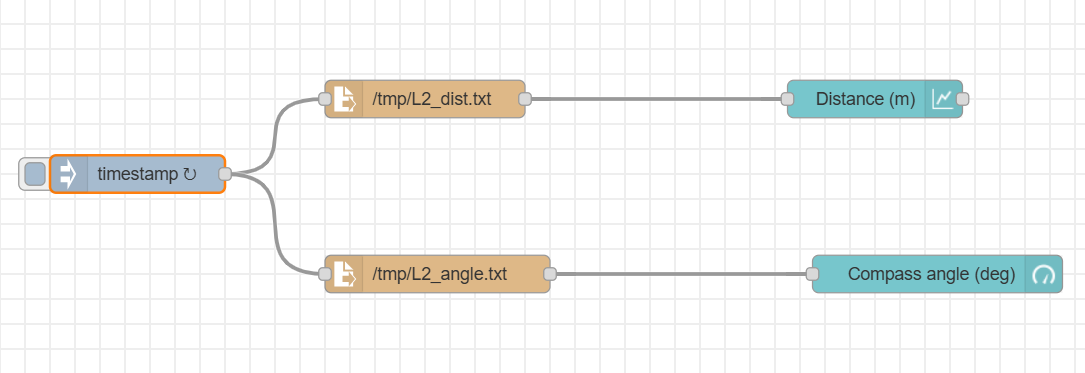 /tmp/L2_dist.txt
Distance (m)
timestamp ↻
/tmp/L2_angle.txt
Compass angle (deg)